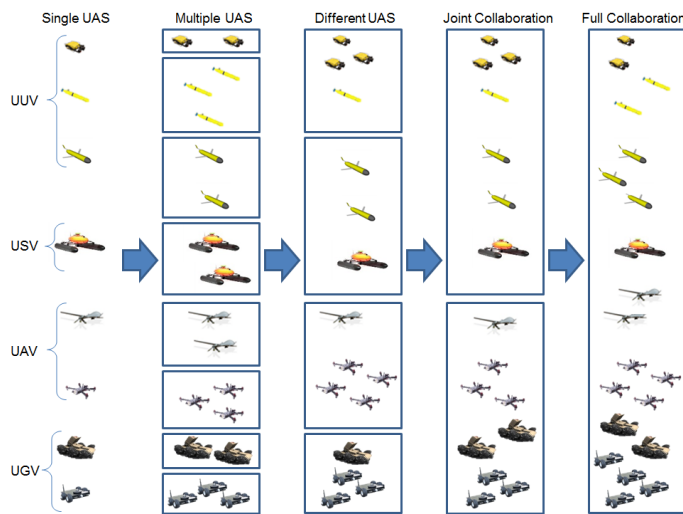 Single UAS
Multiple UAS
Different UAS
Joint Collaboration
Full Collaboration
UUV
USV
UAV
UGV